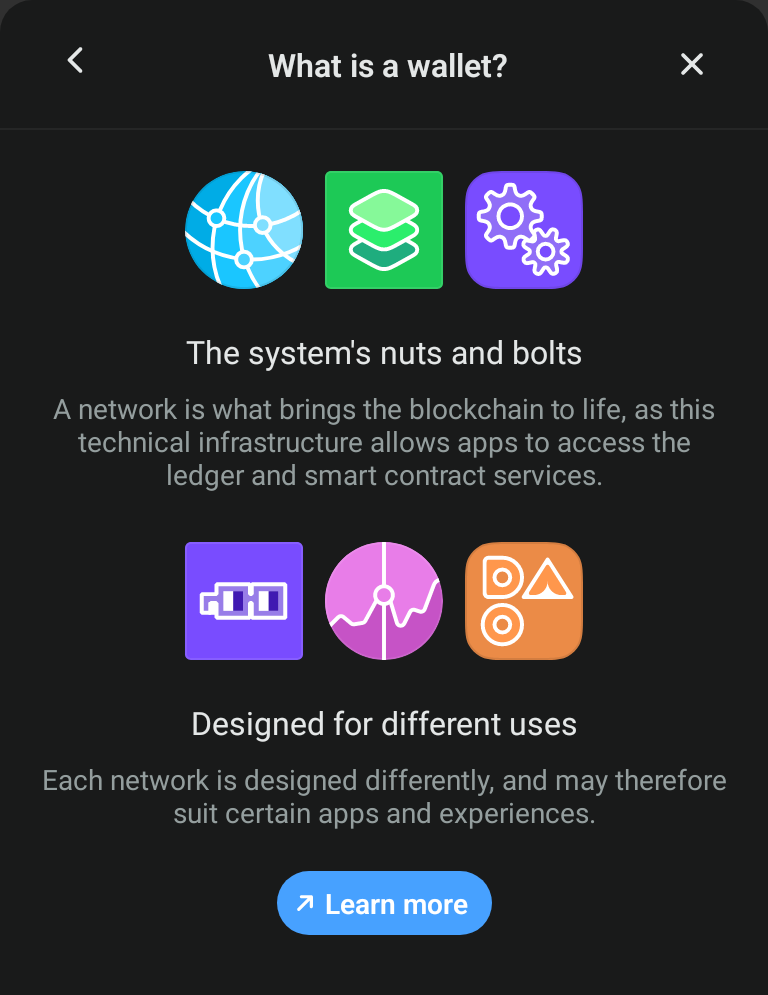 What is a wallet?
The system's nuts and bolts
A network is what brings the blockchain to life, as this
technical infrastructure allows apps to access the
ledger and smart contract services.
Designed for different uses
Each network is designed differently, and may therefore
suit certain apps and experiences.
Learn more